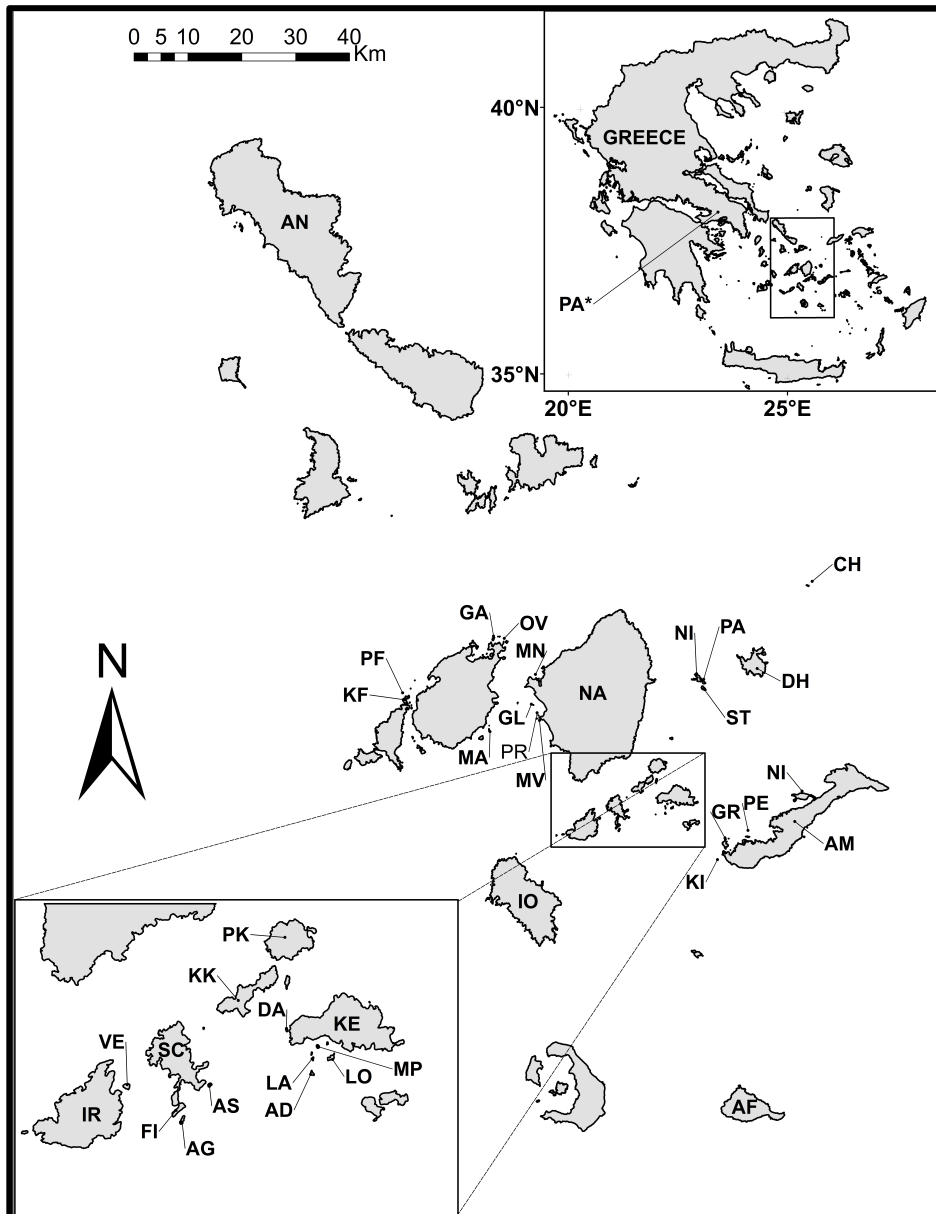 0 5 10 20 30 40
Km
40°N
GREECE
AN
PA*
35°N
20°E 25°E
CH
GA
OV
MN
NI
PA
PF
KF
NA
DH
GL
ST
MA
PR
MV
NI
GR
PE
AM
KI
IO
N
PK
KK
DA
KE
VE
SC
MP
LA
LO
AD
AS
IR
FI
AG
AF